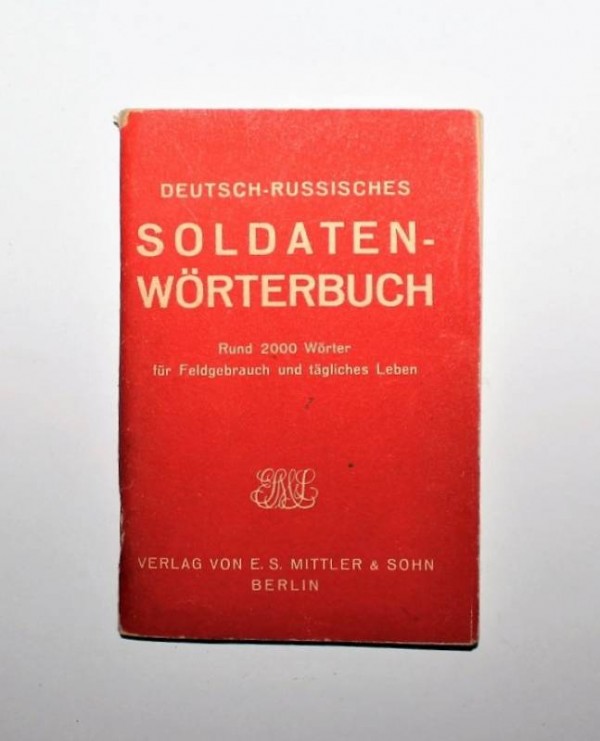 DEUTSCH-RUSSISCHES
SOLDATEN-
WÖRTERBUCH
Rund 2000 Wörter
für Feldgebrauch und tägliches Leben
VERLAG VON E. S. MITTLER & SOHN
BERLIN